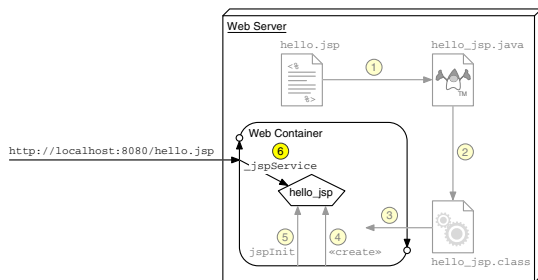 Web Server
hello.jsp
hello_jsp.java
<%
%>
1
TM
Web Container
http://localhost:8080/hello.jsp
6
_jspService
2
hello_jsp
3
5
4
jspInit
«create»
hello_jsp.class